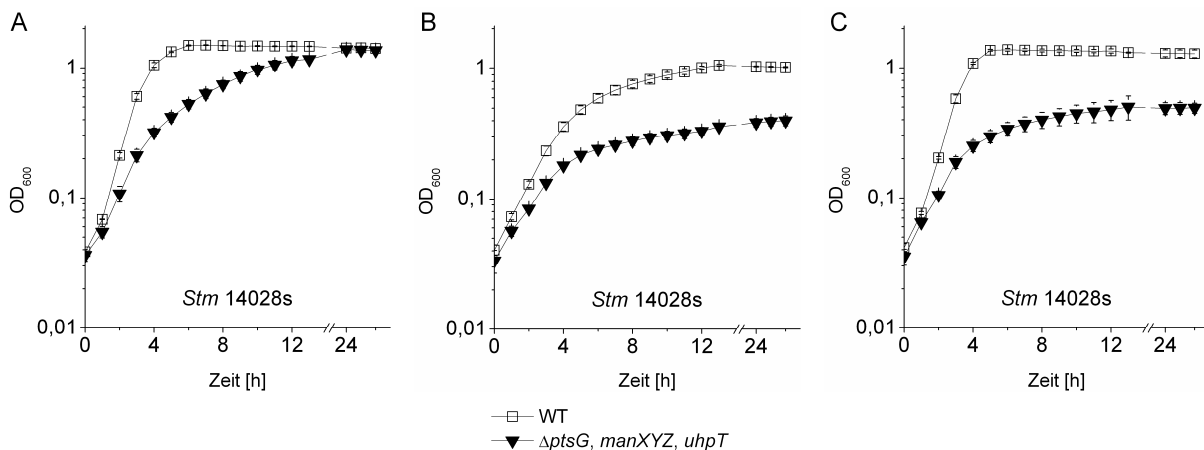 A
B
C
OD600
1
0,1
0,01
Stm 14028s
0
4
8
12
24
Zeit [h]
OD600
1
0,1
0,01
Stm 14028s
0
4
8
12
24
Zeit [h]
OD600
1
0,1
0,01
Stm 14028s
0
4
8
12
24
Zeit [h]
WT
ΔptsG, manXYZ, uhpT